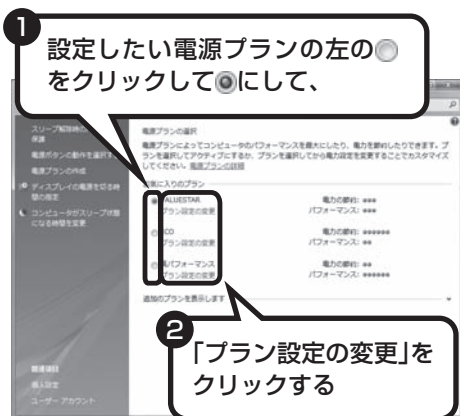 1
設定したい電源プランの左の
をクリックして にして、
スリープ解除時の
保護
電源ボタンの動作を選択す
電源プランの作成
ディスプレイの電源を切る時
間の指定
コンピュータがスリープ状態
になる時間を変更
電源プランの選択
電源プランによってコンピュータのパフォーマンスを最大にしたり、電力を節約したりできます。プ
ランを選択してアクティブにするか、プランを選択してから電力設定を変更することでカスタマイズ
してください。電源プランの詳細
お気に入りのプラン
VALUESTAR
プラン設定の変更
電力の節約:
パフォーマンス:
ECO
プラン設定の変更
電力の節約:
パフォーマンス:
高パフォーマンス
プラン設定の変更
電力の節約:
パフォーマンス:
追加のプランを表示します
2
「プラン設定の変更」を
クリックする
関連項目
個人設定
ユーザー アカウント